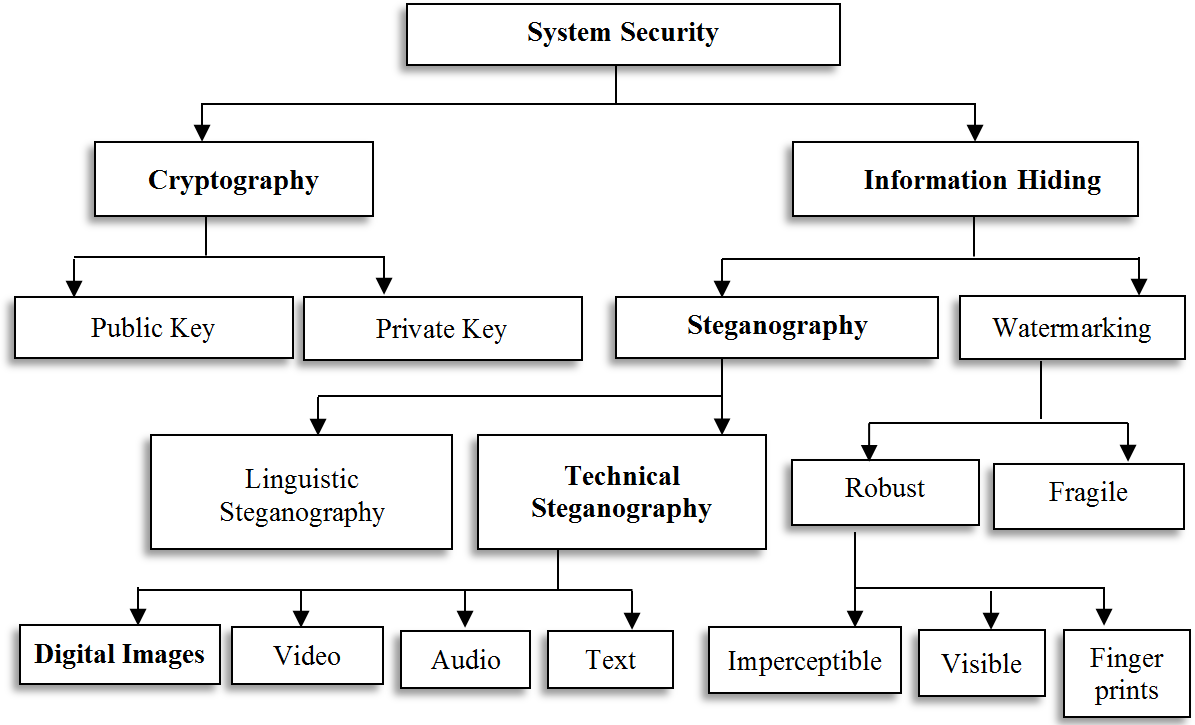 System Security
Cryptography
Information Hiding
Public Key
Private Key
Steganography
Watermarking
Linguistic
Steganography
Technical
Steganography
Robust
Fragile
Digital Images
Video
Audio
Text
Imperceptible
Visible
Finger
prints